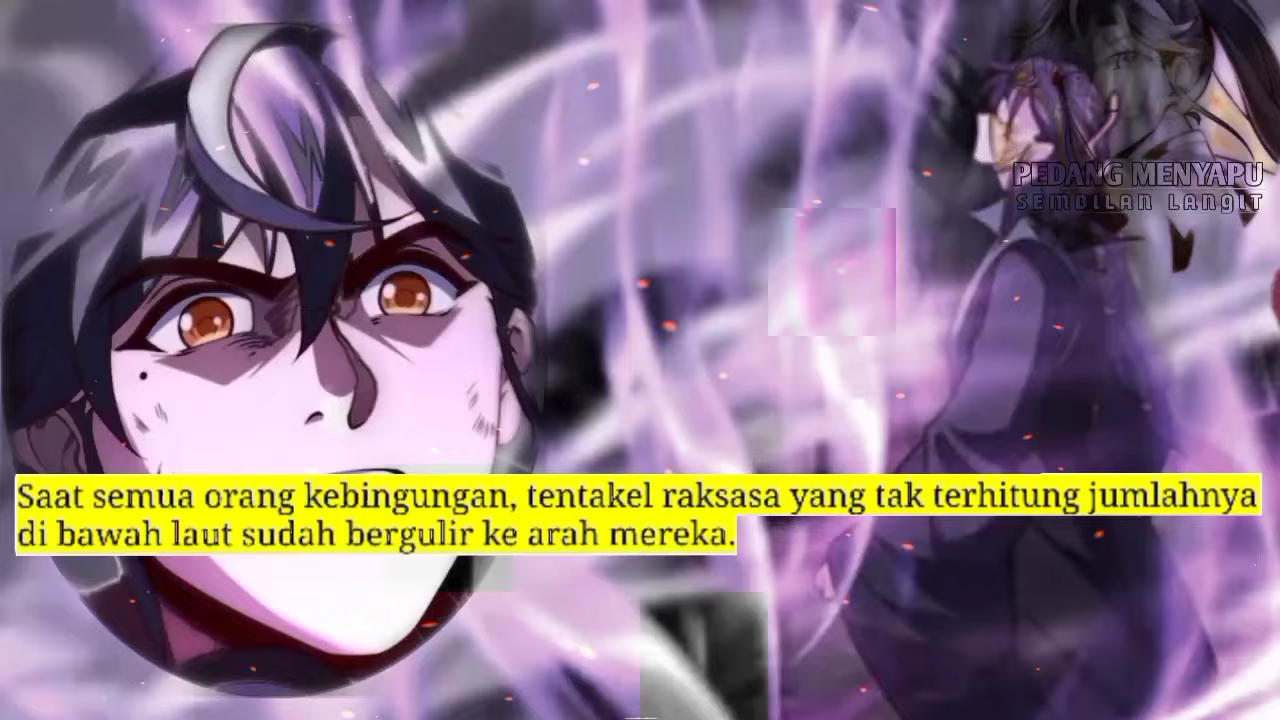 PEDANG MENYAPU
SEMBILAN LANGIT
Saat semua orang kebingungan, tentakel raksasa yang tak terhitung jumlahnya
di bawah laut sudah bergulir ke arah mereka.